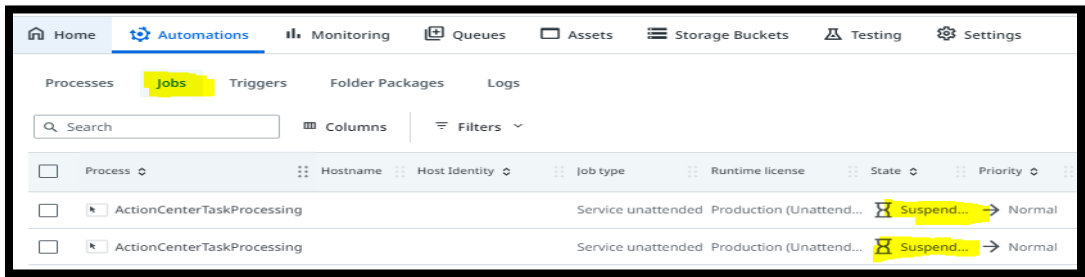 Home Automations Monitoring Queues Assets Storage Buckets Testing Settings
Processes Jobs Triggers Folder Packages Logs
Search Columns Filters
Process Hostname Host Identity Job type Runtime license State Priority
ActionCenterTaskProcessing Service unattended Production (Unattend... Suspend... Normal
ActionCenterTaskProcessing Service unattended Production (Unattend... Suspend... Normal